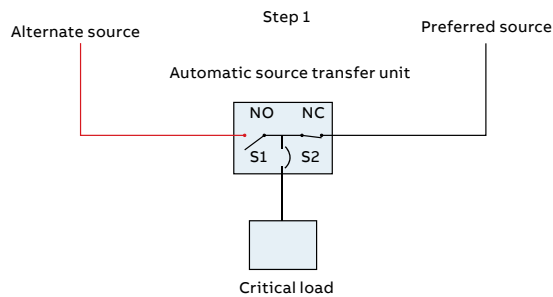 Step 1
Alternate source
Preferred source
Automatic source transfer unit
NO NC
S1 S2
Critical load